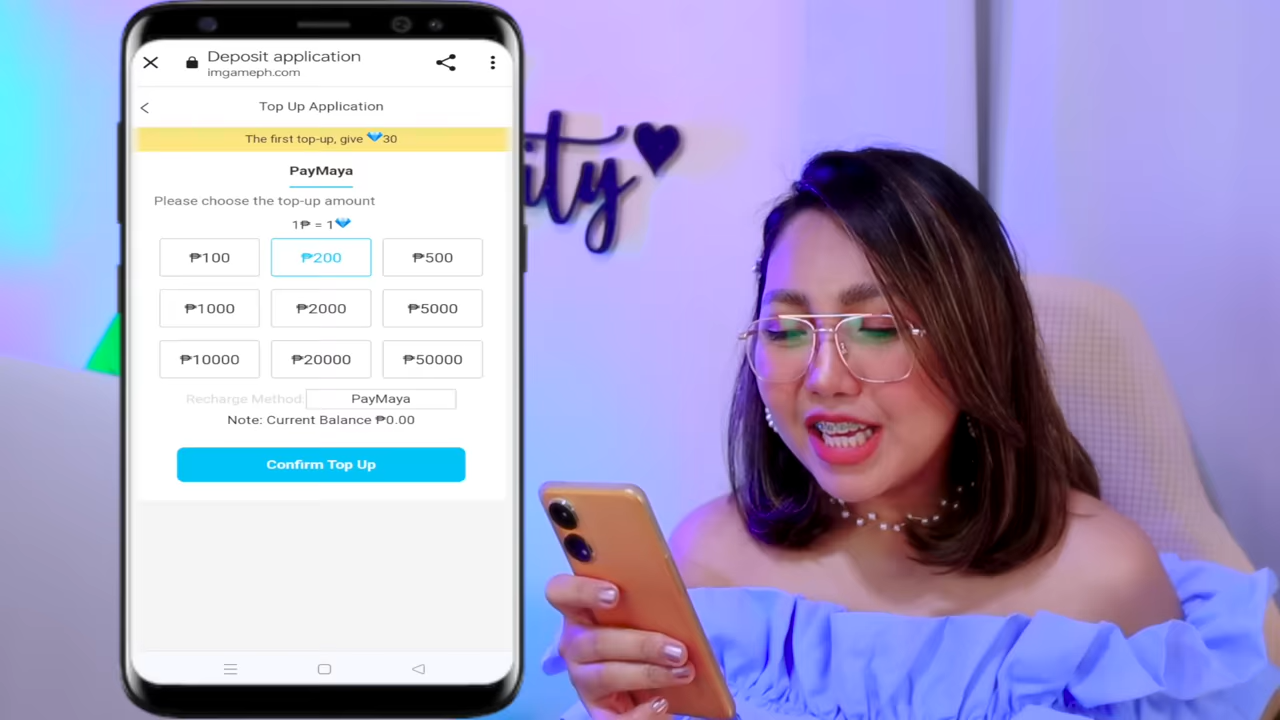 Deposit application
imgameph.com
Top Up Application
The first top-up, give 💎30
PayMaya
Please choose the top-up amount
1₱ = 1💎
₱100 ₱200 ₱500
₱1000 ₱2000 ₱5000
₱10000 ₱20000 ₱50000
Recharge Method: PayMaya
Note: Current Balance ₱0.00
Confirm Top Up
ity